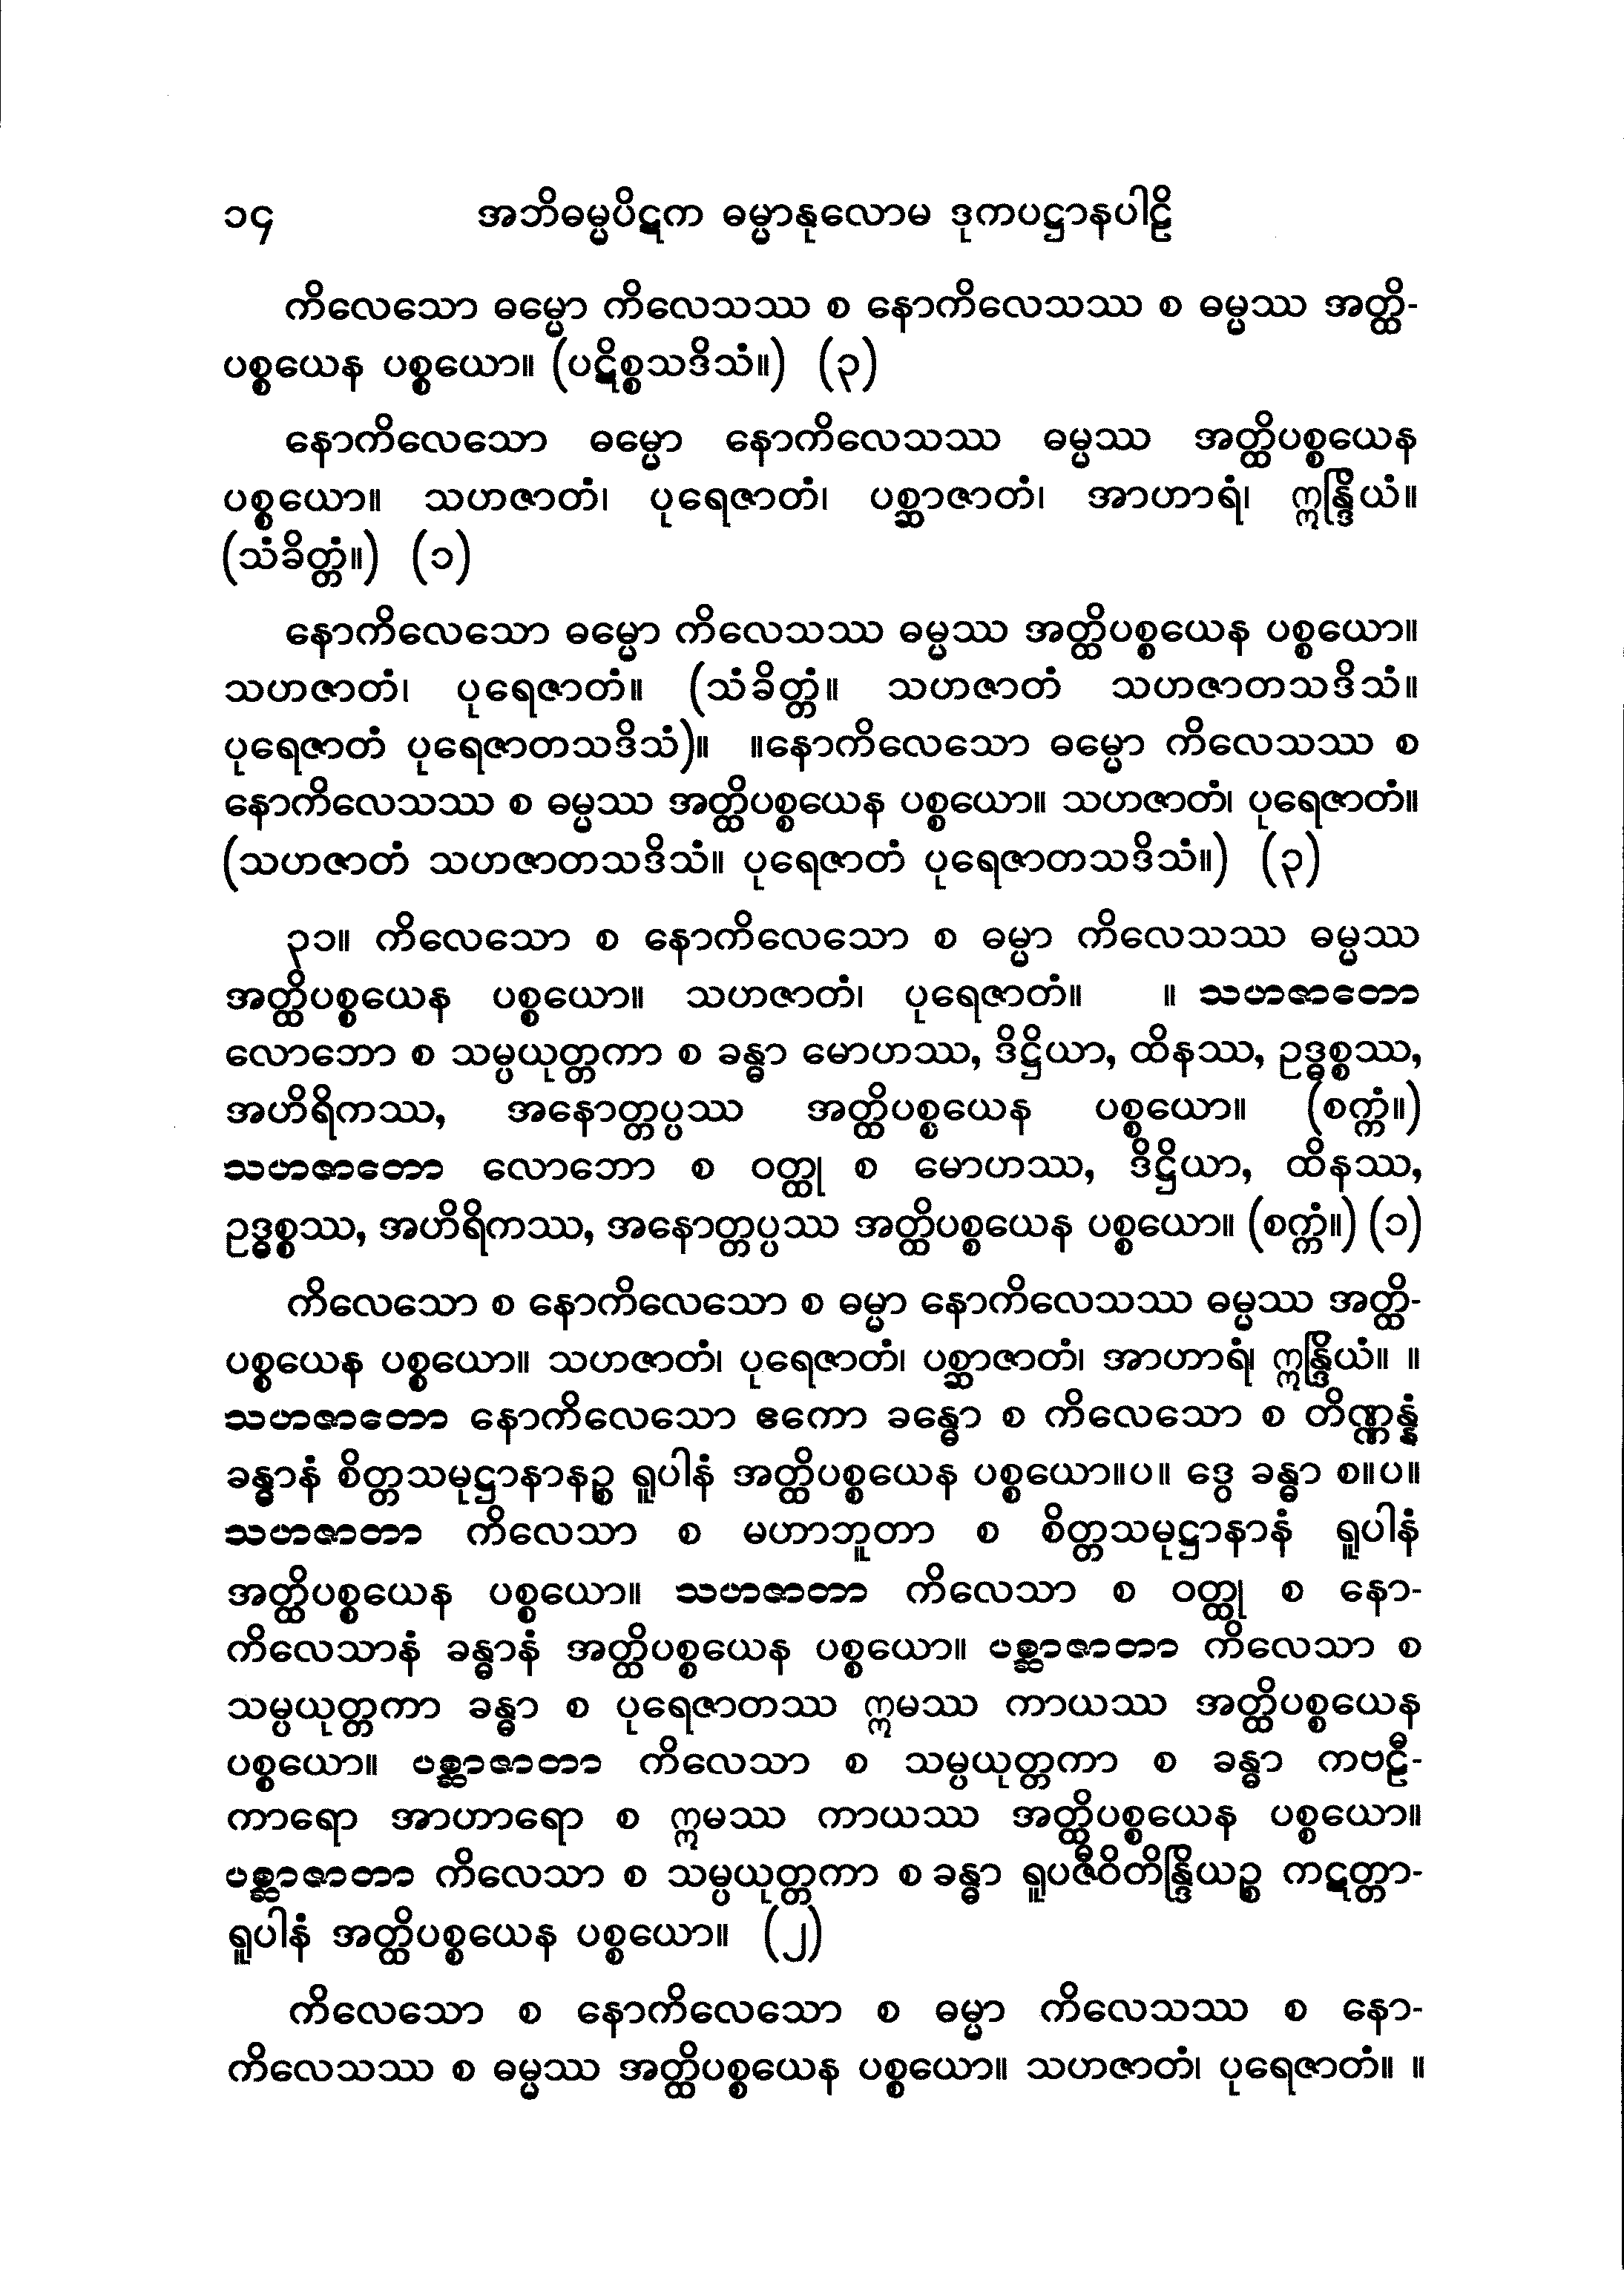 ၁၄ အဘိဓမ္မပိဋက ဓမ္မာနုလောမ ဒုကပဋ္ဌာနပါဠိ
ကိလေသော ဓမ္မော ကိလေသဿ စ နောကိလေသဿ စ ဓမ္မဿ အတ္ထိ-
ပစ္စယေန ပစ္စယော။ (ပဋိစ္စသဒိသံ။) (၃)
နောကိလေသော ဓမ္မော နောကိလေသဿ ဓမ္မဿ အတ္ထိပစ္စယေန
ပစ္စယော။ သဟဇာတံ၊ ပုရေဇာတံ၊ ပစ္ဆာဇာတံ၊ အာဟာရံ၊ ဣန္ဒြိယံ။
(သံခိတ္တံ။) (၁)
နောကိလေသော ဓမ္မော ကိလေသဿ ဓမ္မဿ အတ္ထိပစ္စယေန ပစ္စယော။
သဟဇာတံ၊ ပုရေဇာတံ။ (သံခိတ္တံ။ သဟဇာတံ သဟဇာတသဒိသံ။
ပုရေဇာတံ ပုရေဇာတသဒိသံ)။ ။နောကိလေသော ဓမ္မော ကိလေသဿ စ
နောကိလေသဿ စ ဓမ္မဿ အတ္ထိပစ္စယေန ပစ္စယော။ သဟဇာတံ၊ ပုရေဇာတံ။
(သဟဇာတံ သဟဇာတသဒိသံ။ ပုရေဇာတံ ပုရေဇာတသဒိသံ။) (၃)
၃၁။ ကိလေသော စ နောကိလေသော စ ဓမ္မာ ကိလေသဿ ဓမ္မဿ
အတ္ထိပစ္စယေန ပစ္စယော။ သဟဇာတံ၊ ပုရေဇာတံ။ ။ သဟဇာတော
လောဘော စ သမ္ပယုတ္တကာ စ ခန္ဓာ မောဟဿ, ဒိဋ္ဌိယာ, ထိနဿ, ဥဒ္ဓစ္စဿ,
အဟိရိကဿ, အနောတ္တပ္ပဿ အတ္ထိပစ္စယေန ပစ္စယော။ (စက္ကံ။)
သဟဇာတော လောဘော စ ဝတ္ထု စ မောဟဿ, ဒိဋ္ဌိယာ, ထိနဿ,
ဥဒ္ဓစ္စဿ, အဟိရိကဿ, အနောတ္တပ္ပဿ အတ္ထိပစ္စယေန ပစ္စယော။ (စက္ကံ။) (၁)
ကိလေသော စ နောကိလေသော စ ဓမ္မာ နောကိလေသဿ ဓမ္မဿ အတ္ထိ-
ပစ္စယေန ပစ္စယော။ သဟဇာတံ၊ ပုရေဇာတံ၊ ပစ္ဆာဇာတံ၊ အာဟာရံ၊ ဣန္ဒြိယံ။ ။
သဟဇာတော နောကိလေသော ဧကော ခန္ဓော စ ကိလေသော စ တိဏ္ဏန္နံ
ခန္ဓာနံ စိတ္တသမုဋ္ဌာနာနဉ္စ ရူပါနံ အတ္ထိပစ္စယေန ပစ္စယော။ပ။ ဒွေ ခန္ဓာ စ။ပ။
သဟဇာတာ ကိလေသာ စ မဟာဘူတာ စ စိတ္တသမုဋ္ဌာနာနံ ရူပါနံ
အတ္ထိပစ္စယေန ပစ္စယော။ သဟဇာတာ ကိလေသာ စ ဝတ္ထု စ နော-
ကိလေသာနံ ခန္ဓာနံ အတ္ထိပစ္စယေန ပစ္စယော။ ပစ္ဆာဇာတာ ကိလေသာ စ
သမ္ပယုတ္တကာ ခန္ဓာ စ ပုရေဇာတဿ ဣမဿ ကာယဿ အတ္ထိပစ္စယေန
ပစ္စယော။ ပစ္ဆာဇာတာ ကိလေသာ စ သမ္ပယုတ္တကာ စ ခန္ဓာ ကဗဠီ-
ကာရော အာဟာရော စ ဣမဿ ကာယဿ အတ္ထိပစ္စယေန ပစ္စယော။
ပစ္ဆာဇာတာ ကိလေသာ စ သမ္ပယုတ္တကာ စ ခန္ဓာ ရူပဇီဝိတိန္ဒြိယဉ္စ ကဋတ္တာ-
ရူပါနံ အတ္ထိပစ္စယေန ပစ္စယော။ (၂)
ကိလေသော စ နောကိလေသော စ ဓမ္မာ ကိလေသဿ စ နော-
ကိလေသဿ စ ဓမ္မဿ အတ္ထိပစ္စယေန ပစ္စယော။ သဟဇာတံ၊ ပုရေဇာတံ။ ။